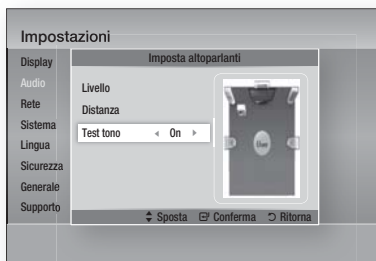 Impostazioni
Display
Audio
Rete
Sistema
Lingua
Sicurezza
Generale
Supporto
Imposta altoparlanti
Livello
Distanza
Test tono On
Sposta Conferma Ritorna